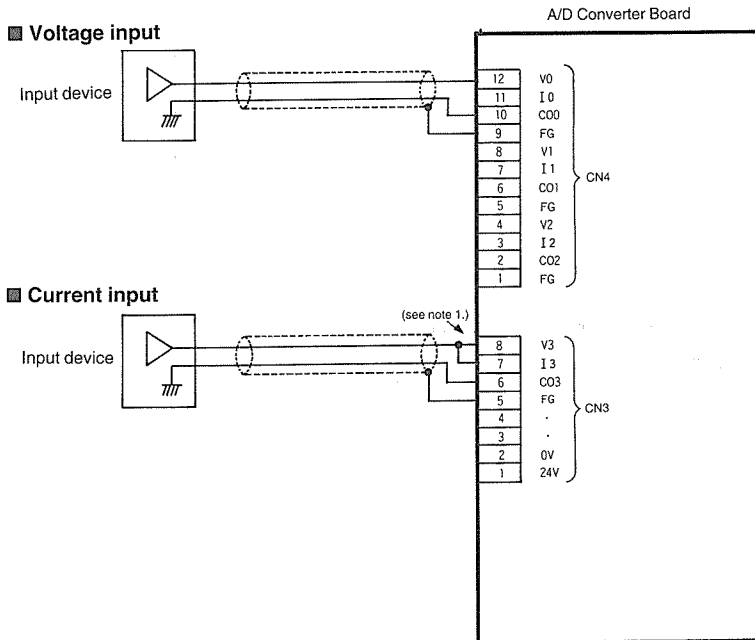 A/D Converter Board
■ Voltage input
Input device
12 V0
11 I0
10 CO0
9 FG
8 V1
7 I1
6 CO1
5 FG
4 V2
3 I2
2 CO2
1 FG
CN4
■ Current input
(see note 1.)
Input device
8 V3
7 I3
6 CO3
5 FG
4 ·
3 ·
2 0V
1 24V
CN3